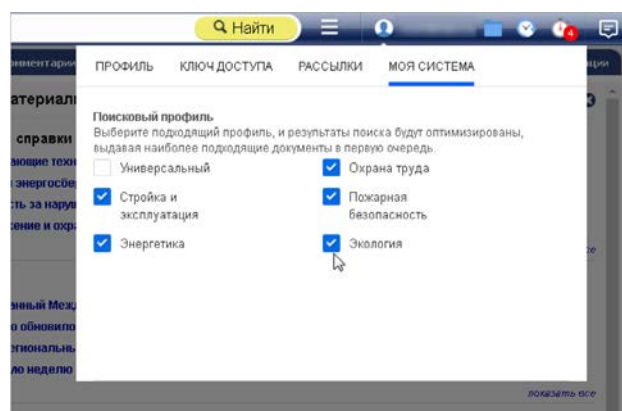 Найти
4
ПРОФИЛЬ КЛЮЧ ДОСТУПА РАССЫЛКИ МОЯ СИСТЕМА
Поисковый профиль
Выберите подходящий профиль, и результаты поиска будут оптимизированы,
выдавая наиболее подходящие документы в первую очередь.
Универсальный Охрана труда
Стройка и
эксплуатация
Пожарная
безопасность
Энергетика Экология
справки
показать все